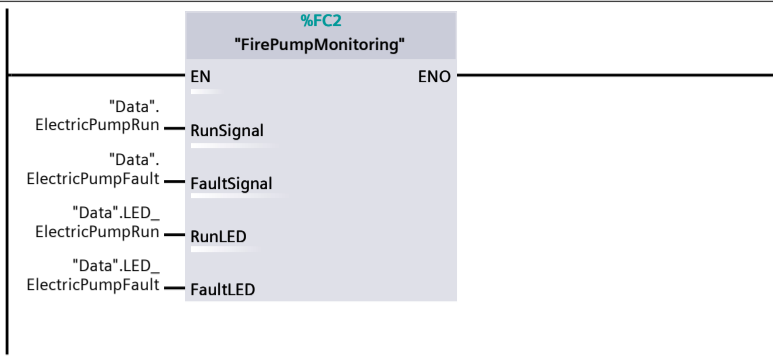 %FC2
"FirePumpMonitoring"
EN ENO
"Data".
ElectricPumpRun RunSignal
"Data".
ElectricPumpFault FaultSignal
"Data".LED_
ElectricPumpRun RunLED
"Data".LED_
ElectricPumpFault FaultLED